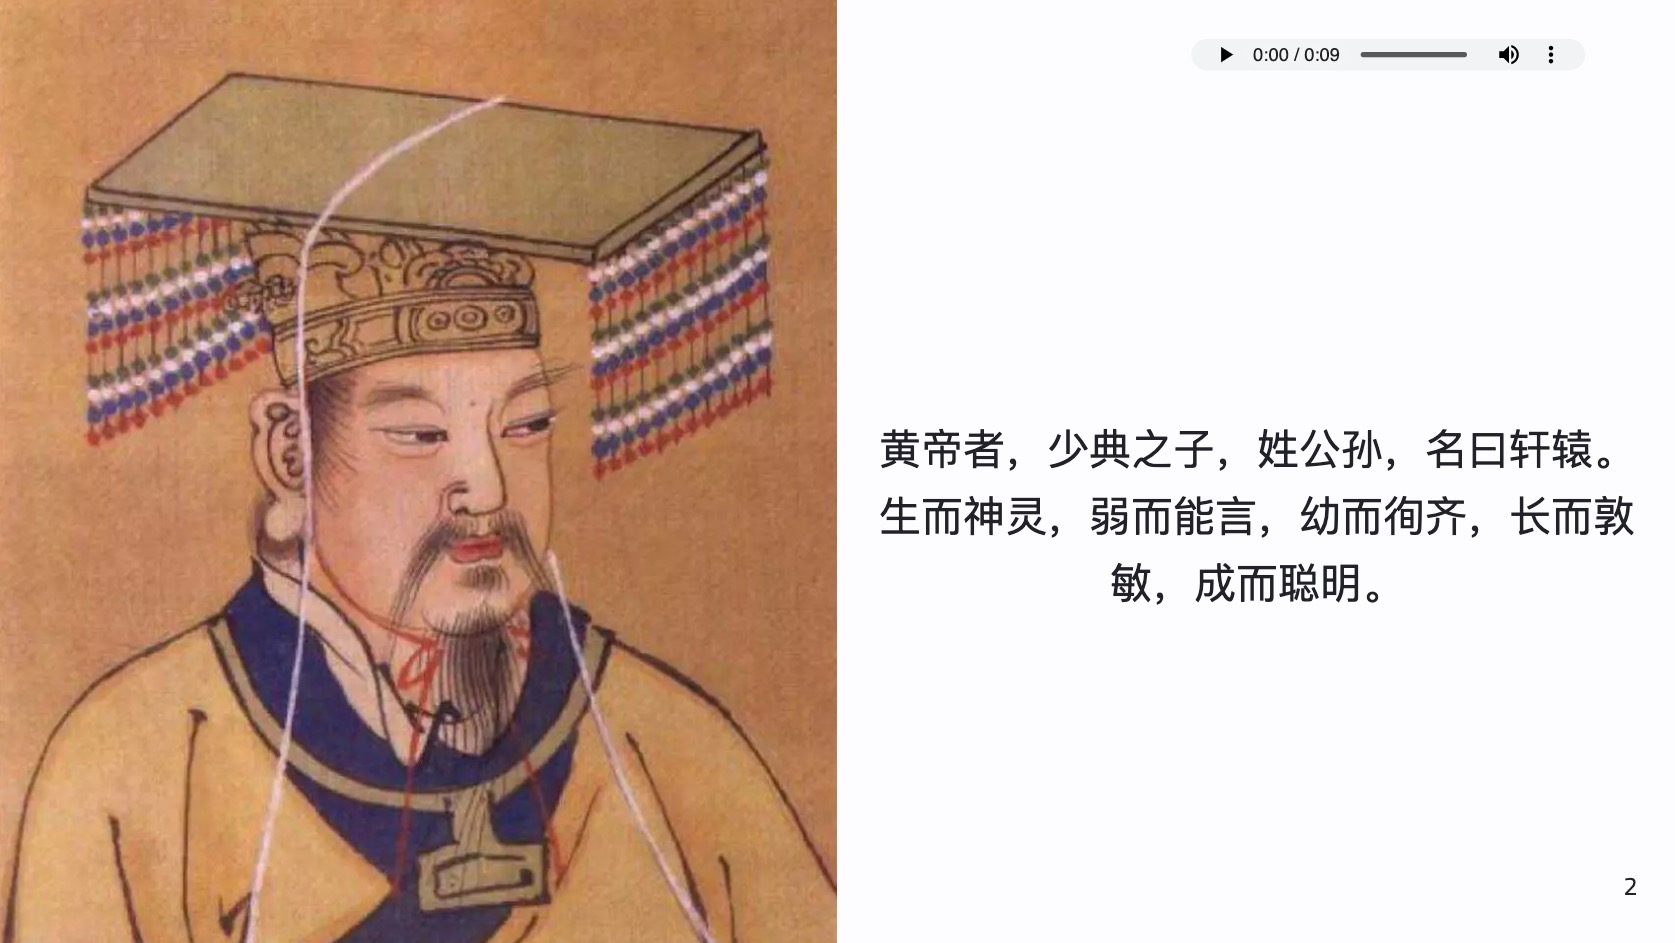 0:00 / 0:09
黄帝者，少典之子，姓公孙，名曰轩辕。
生而神灵，弱而能言，幼而徇齐，长而敦
敏，成而聪明。
2